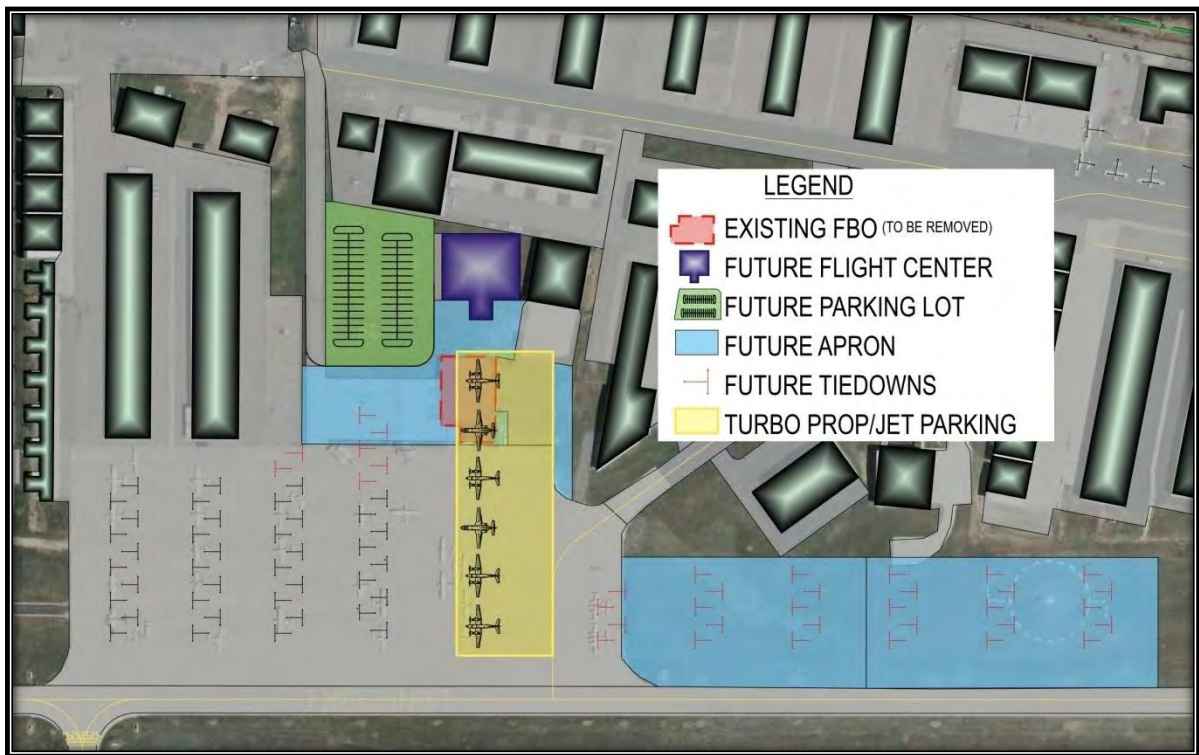 LEGEND
EXISTING FBO (TO BE REMOVED)
FUTURE FLIGHT CENTER
FUTURE PARKING LOT
FUTURE APRON
FUTURE TIEDOWNS
TURBO PROP/JET PARKING